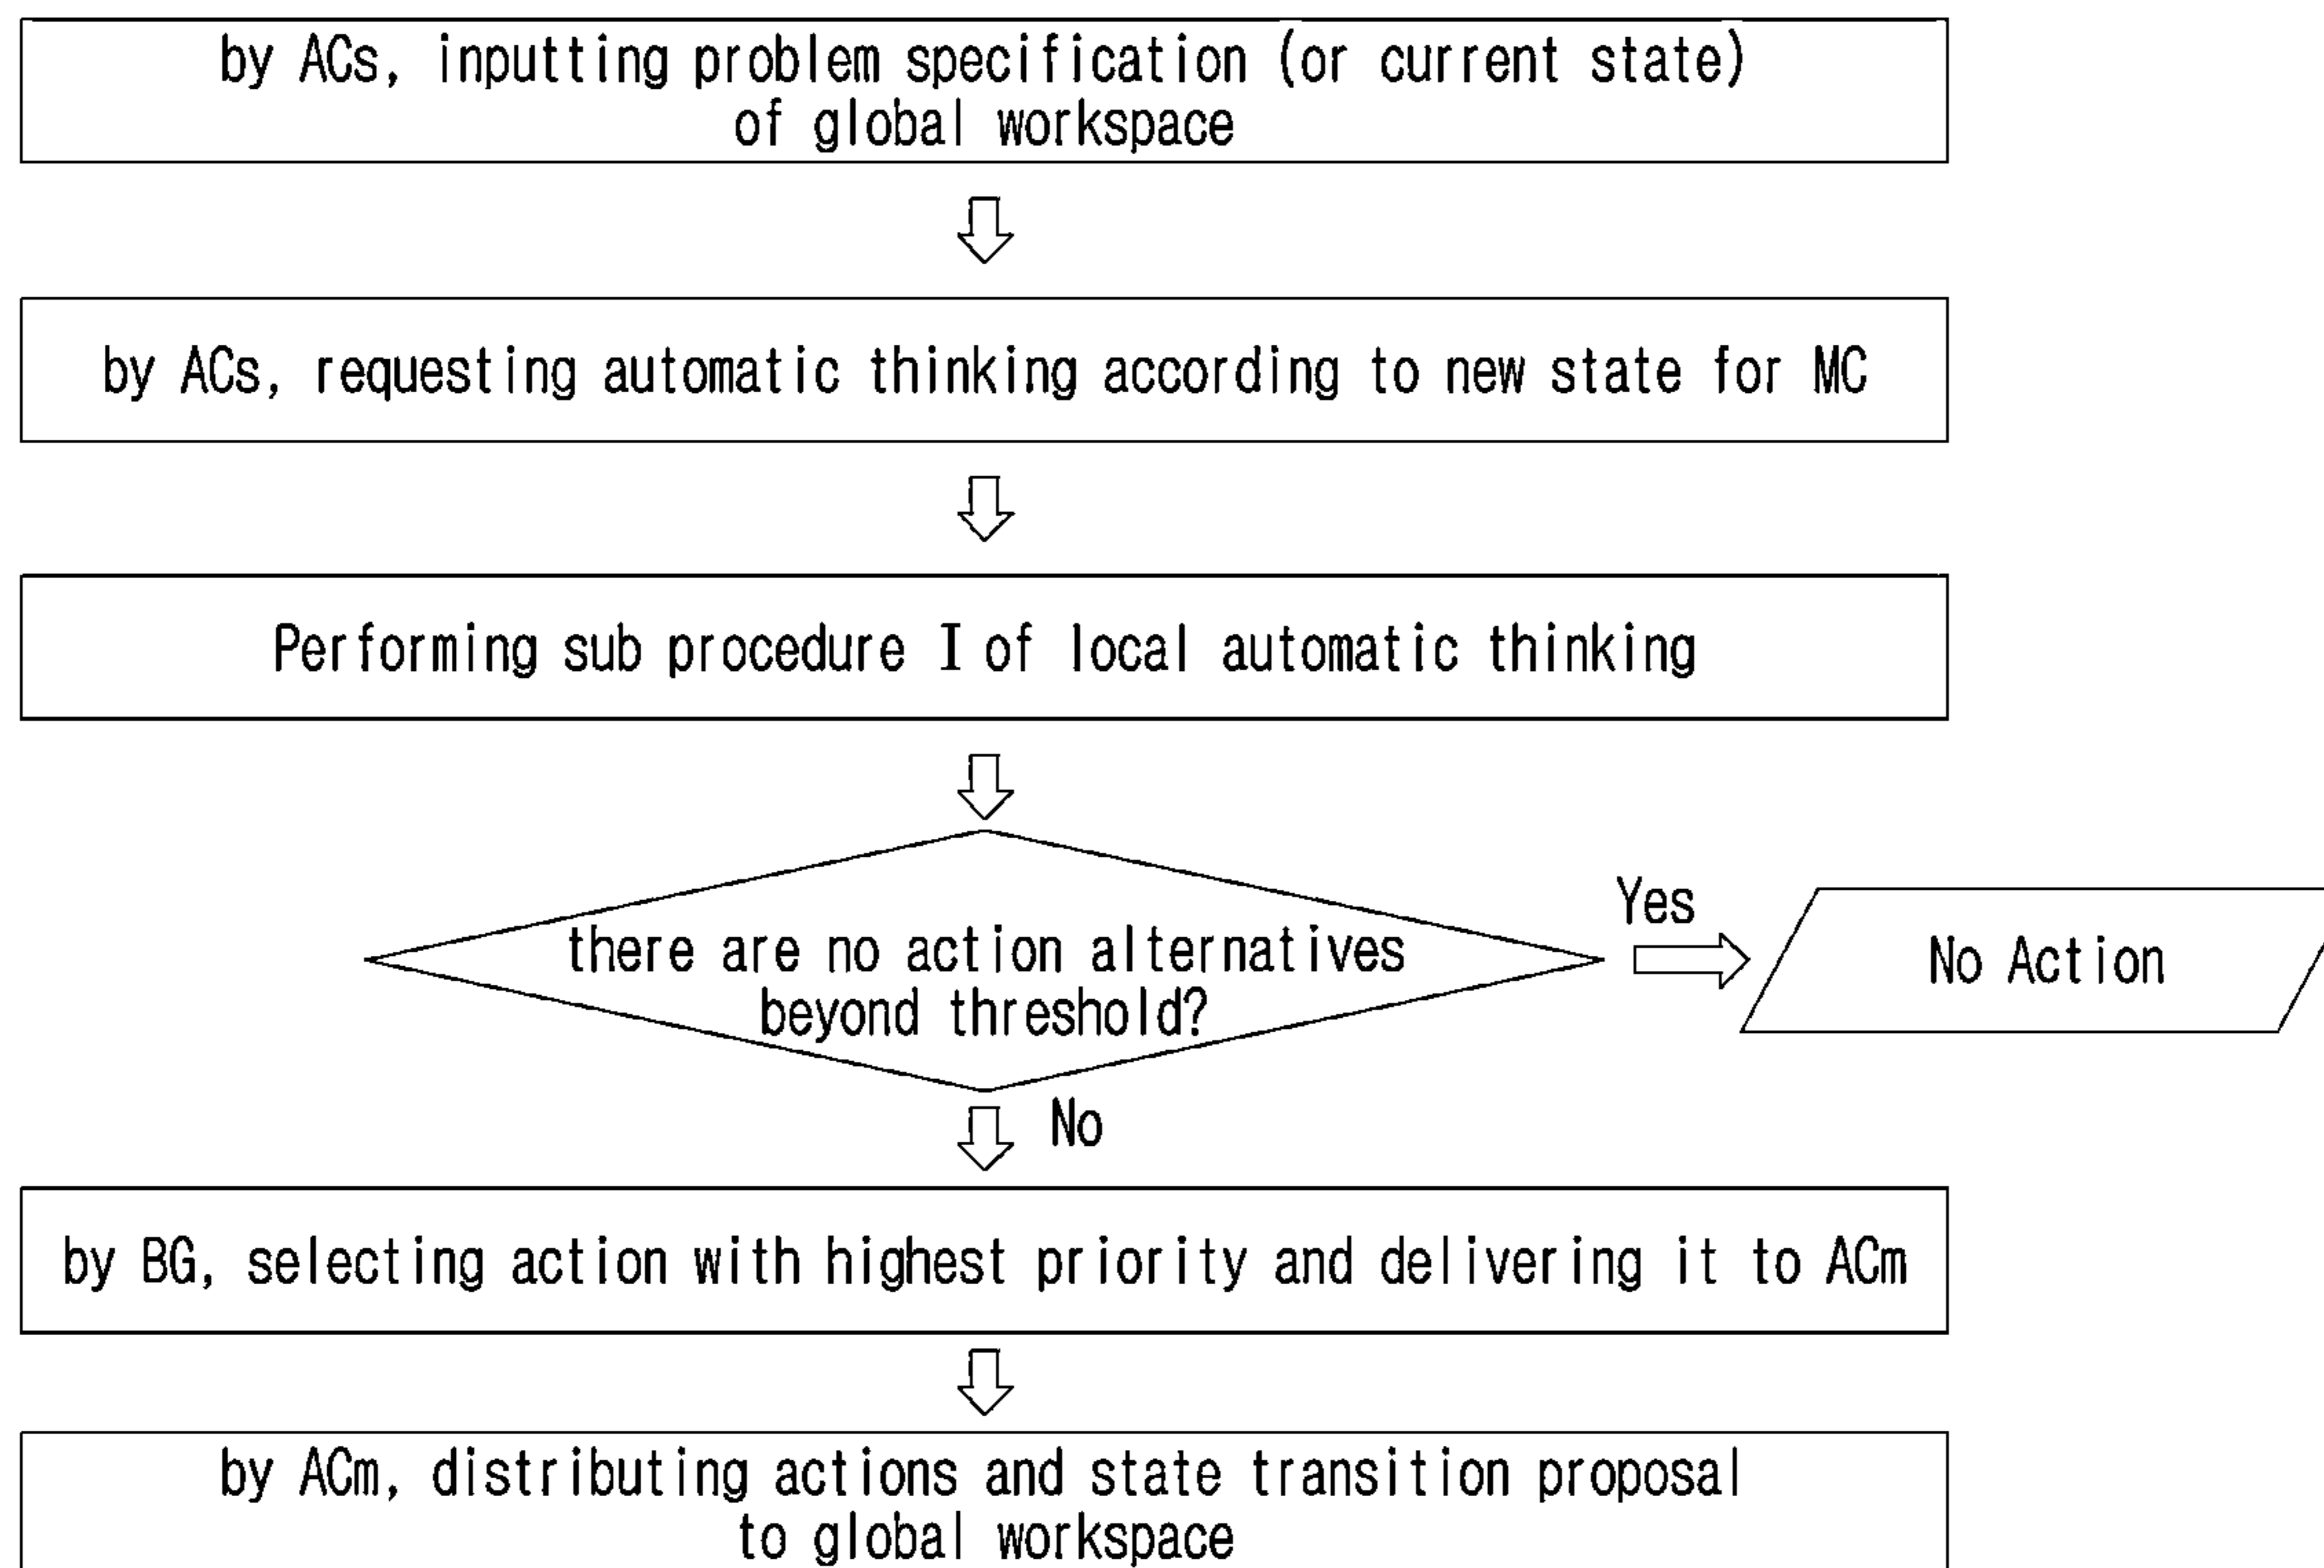 by ACs, inputting problem specification (or current state)
of global workspace
by ACs, requesting automatic thinking according to new state for MC
Performing sub procedure I of local automatic thinking
there are no action alternatives
beyond threshold?
Yes
No Action
No
by BG, selecting action with highest priority and delivering it to ACm
by ACm, distributing actions and state transition proposal
to global workspace